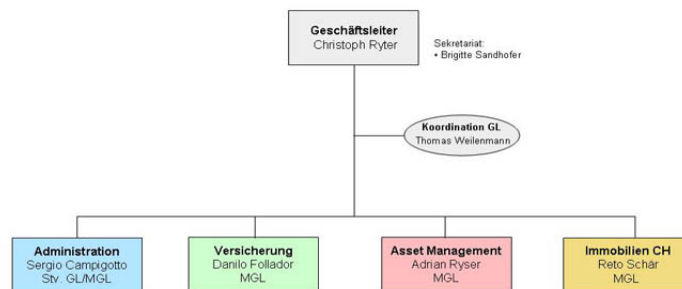 Geschäftsleiter
Christoph Ryter
Sekretariat:
• Brigitte Sandhofer
Koordination GL
Thomas Weilenmann
Administration
Sergio Campigotto
Stv. GL/MGL
Versicherung
Danilo Follador
MGL
Asset Management
Adrian Ryser
MGL
Immobilien CH
Reto Schär
MGL